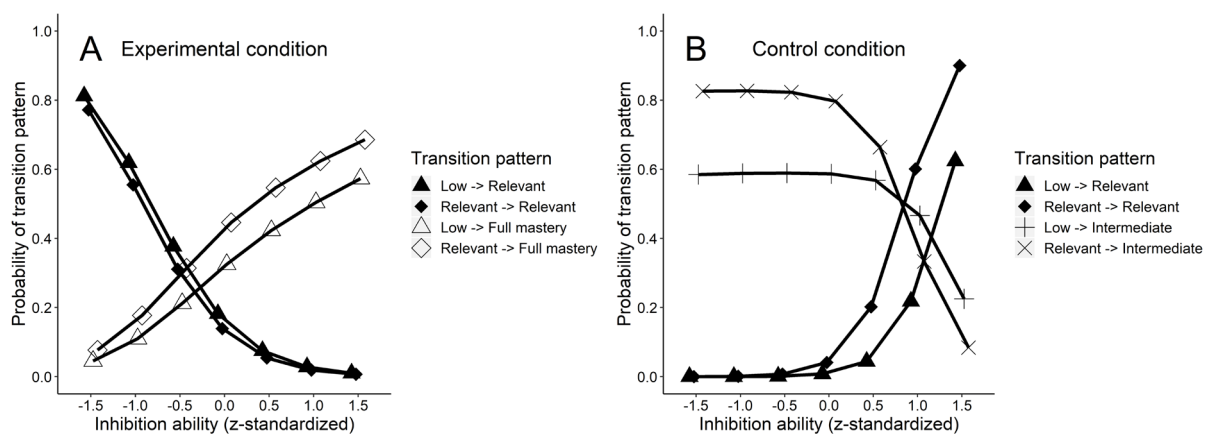 A Experimental condition
Probability of transition pattern
1.0
0.8
0.6
0.4
0.2
0.0
-1.5 -1.0 -0.5 0.0 0.5 1.0 1.5
Inhibition ability (z-standardized)
Transition pattern
Low -> Relevant
Relevant -> Relevant
Low -> Full mastery
Relevant -> Full mastery
B Control condition
Probability of transition pattern
1.0
0.8
0.6
0.4
0.2
0.0
-1.5 -1.0 -0.5 0.0 0.5 1.0 1.5
Inhibition ability (z-standardized)
Transition pattern
Low -> Relevant
Relevant -> Relevant
Low -> Intermediate
Relevant -> Intermediate